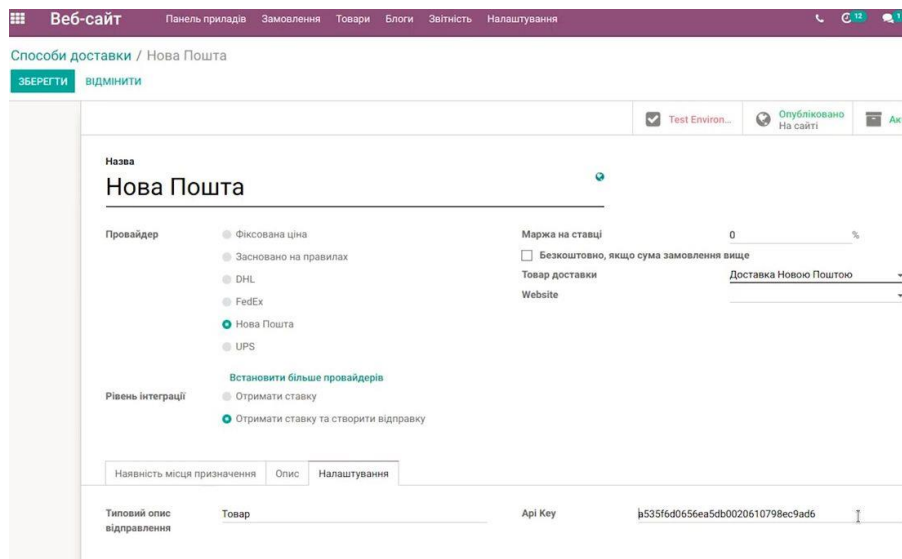 Веб-сайт Панель приладів Замовлення Товари Блоги Звітність Налаштування 12 1
Способи доставки / Нова Пошта
ЗБЕРЕГТИ ВІДМІНИТИ
Test Environ... Опубліковано На сайті Ак
Назва
Нова Пошта
Провайдер Фіксована ціна Маржа на ставці 0 %
Засновано на правилах Безкоштовно, якщо сума замовлення вище
DHL Товар доставки Доставка Новою Поштою
FedEx Website
Нова Пошта
UPS
Встановити більше провайдерів
Рівень інтеграції Отримати ставку
Отримати ставку та створити відправку
Наявність місця призначення Опис Налаштування
Типовий опис відправлення Товар Api Key a535f6d0656ea5db0020610798ec9ad6